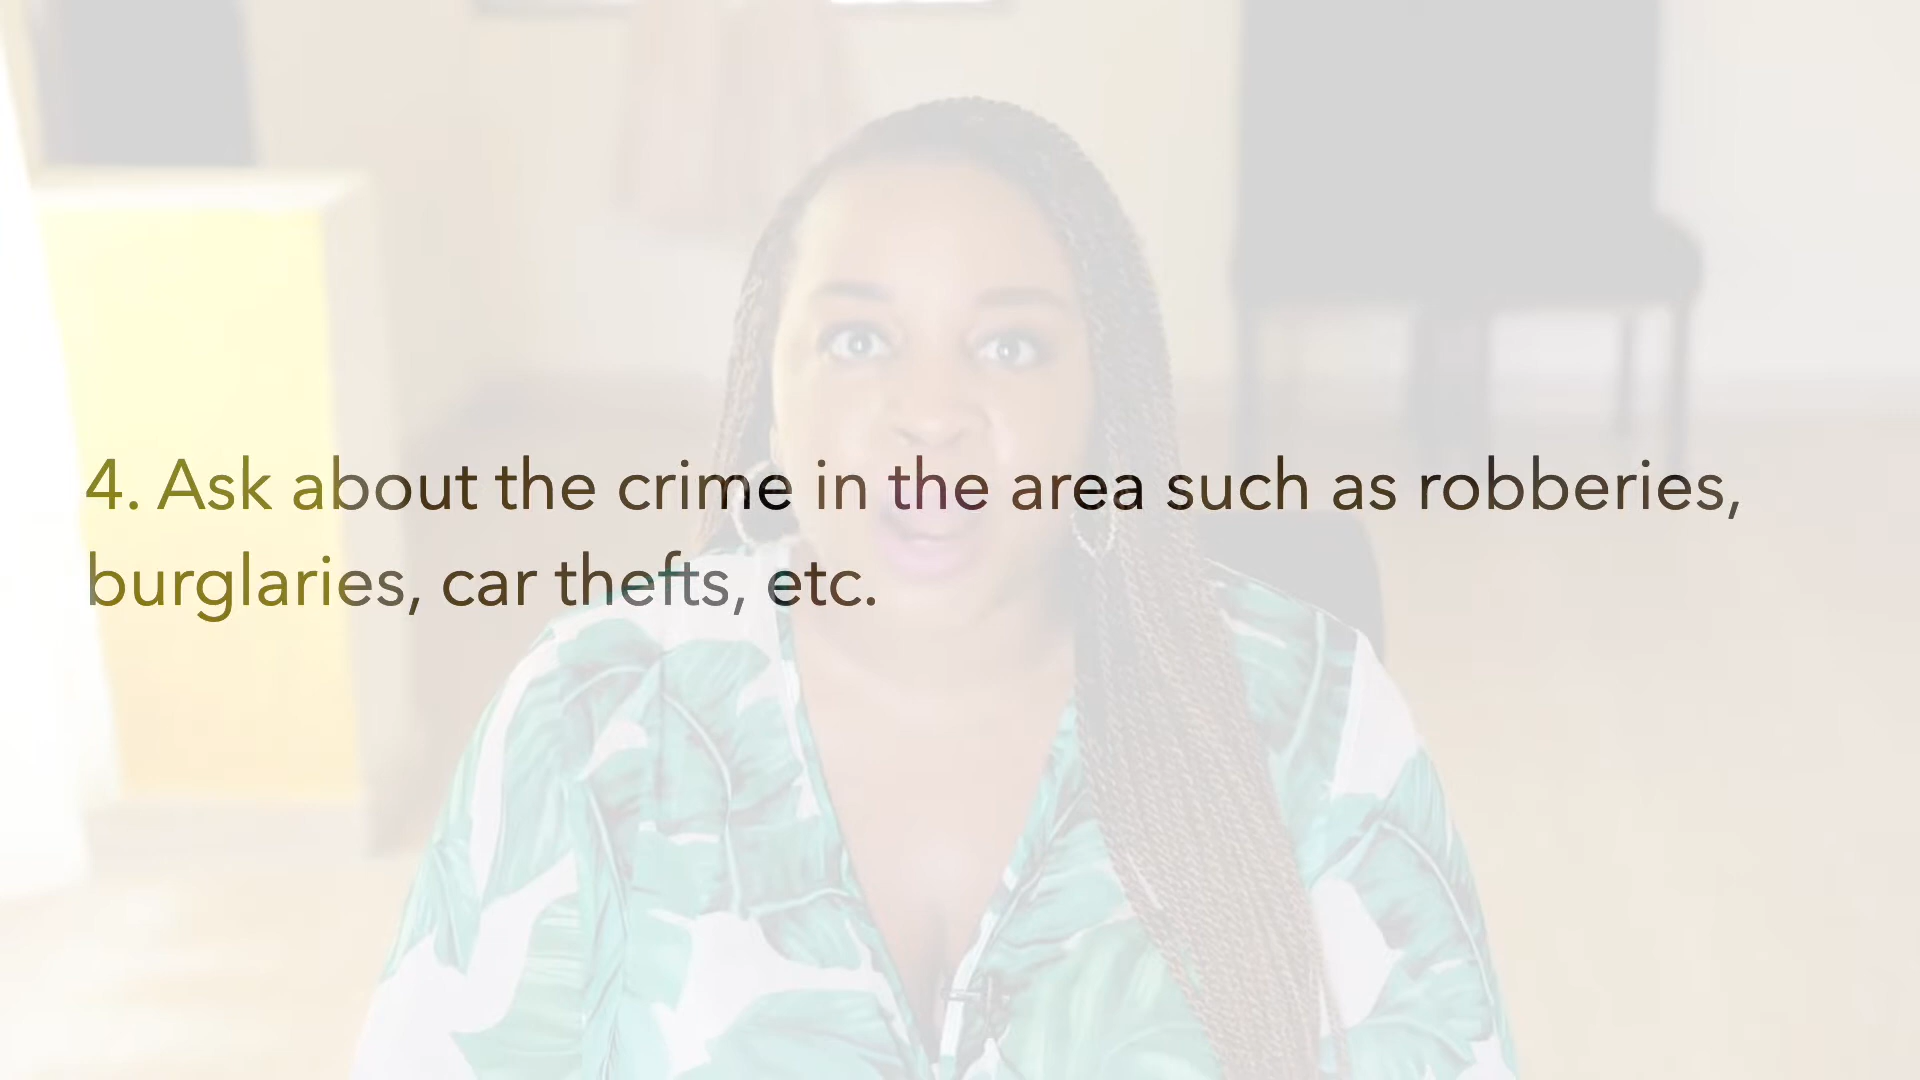 4. Ask about the crime in the area such as robberies,
burglaries, car thefts, etc.